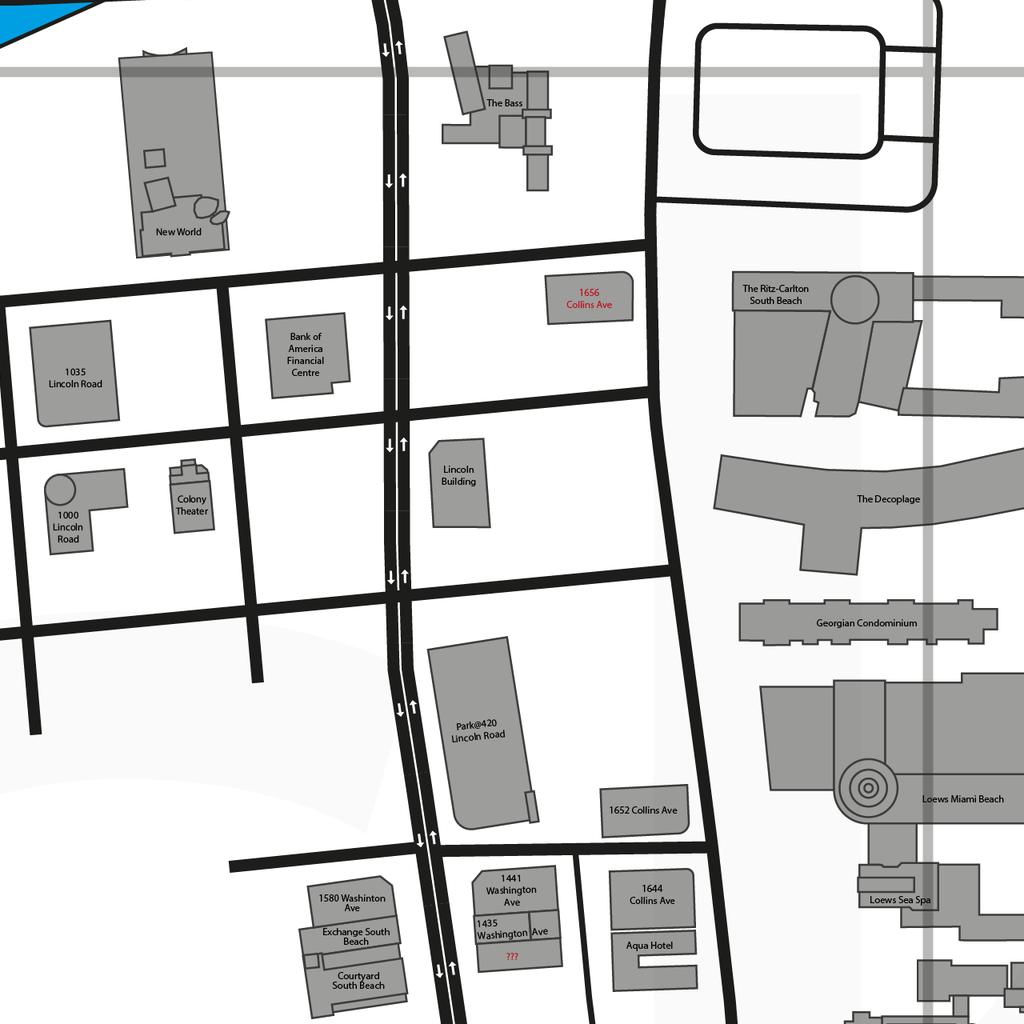 The Bass
New World
The Ritz-Carlton
South Beach
1656
Collins Ave
Bank of
America
Financial
Centre
1035
Lincoln Road
Lincoln
Building
Colony
Theater
1000
Lincoln
Road
The Decoplage
Georgian Condominium
Park@420
Lincoln Road
Loews Miami Beach
1652 Collins Ave
1441
Washington
Ave
1644
Collins Ave
1580 Washinton
Ave
Loews Sea Spa
1435
Washington Ave
Exchange South
Beach
Aqua Hotel
???
Courtyard
South Beach